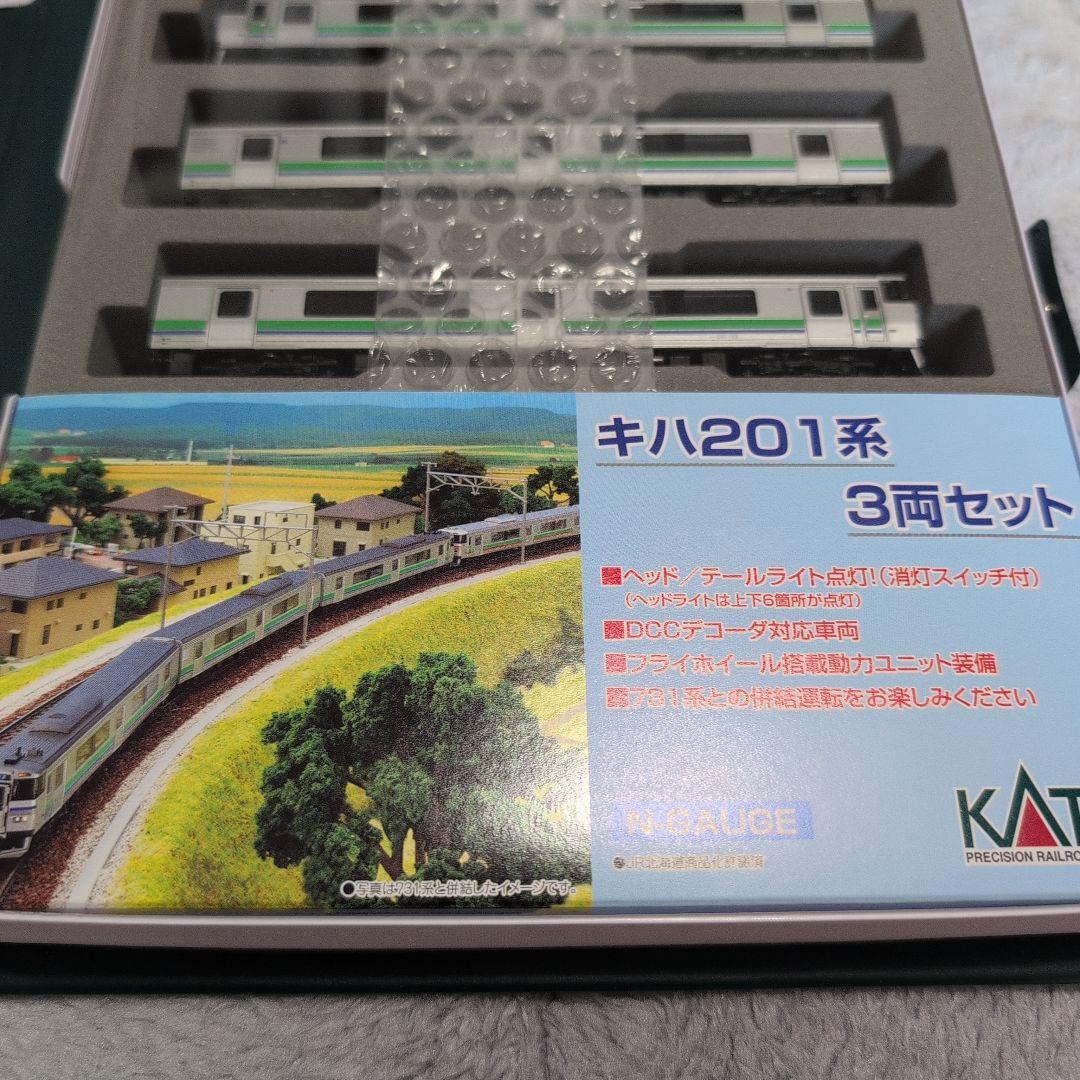 キハ201系
3両セット
■ヘッド/テールライト点灯!(消灯スイッチ付)
(ヘッドライトは上下6箇所が点灯)
■DCCデコーダ対応車両
■フライホイール搭載動力ユニット装備
■731系との併結運転をお楽しみください
N-GAUGE
●JR北海道商品化許諾済
KAT
PRECISION RAILRO
●写真は731系と併結したイメージです。